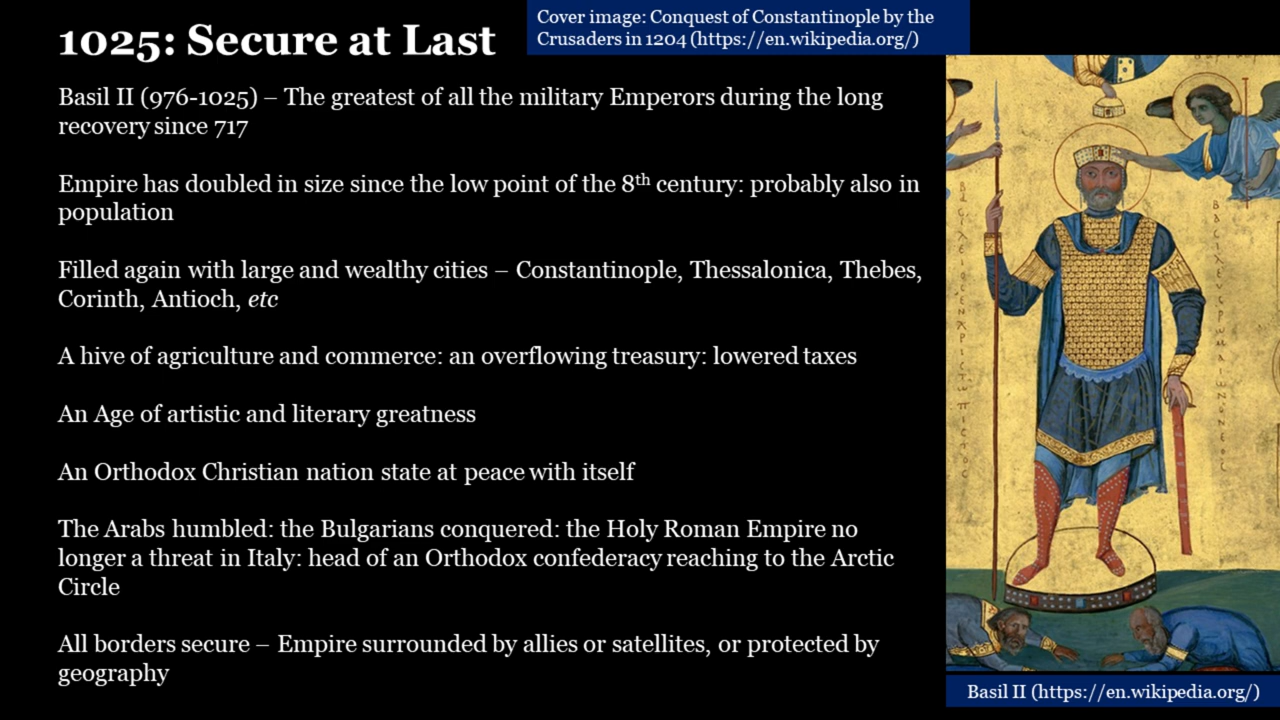 1025: Secure at Last
Cover image: Conquest of Constantinople by the
Crusaders in 1204 (https://en.wikipedia.org/)
Basil II (976-1025) – The greatest of all the military Emperors during the long
recovery since 717
Empire has doubled in size since the low point of the 8th century: probably also in
population
Filled again with large and wealthy cities – Constantinople, Thessalonica, Thebes,
Corinth, Antioch, etc
A hive of agriculture and commerce: an overflowing treasury: lowered taxes
An Age of artistic and literary greatness
An Orthodox Christian nation state at peace with itself
The Arabs humbled: the Bulgarians conquered: the Holy Roman Empire no
longer a threat in Italy: head of an Orthodox confederacy reaching to the Arctic
Circle
All borders secure – Empire surrounded by allies or satellites, or protected by
geography
Basil II (https://en.wikipedia.org/)